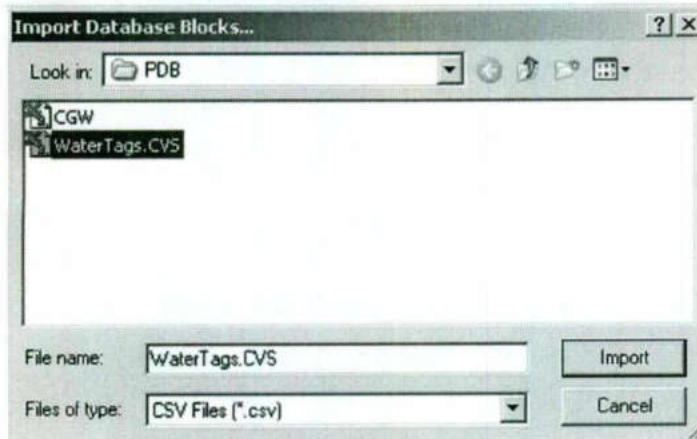 Import Database Blocks...
Look in: PDB
CGW
WaterTags.CVS
File name: WaterTags.CVS Import
Files of type: CSV Files (*.csv) Cancel